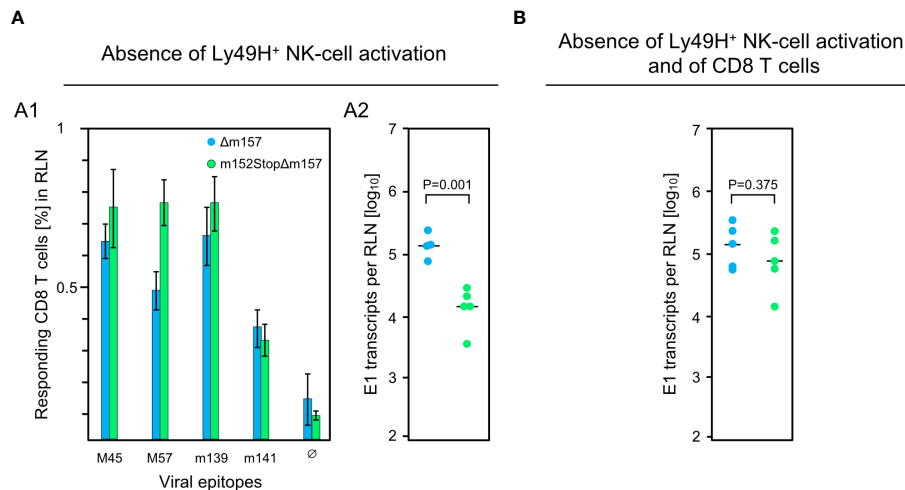 A
Absence of Ly49H⁺ NK-cell activation
A1
1
0.5
Responding CD8 T cells [%] in RLN
Δm157
m152StopΔm157
M45
M57
m139
m141
∅
Viral epitopes
A2
7
6
5
4
3
2
E1 transcripts per RLN [log₁₀]
P=0.001
B
Absence of Ly49H⁺ NK-cell activation
and of CD8 T cells
7
6
5
4
3
2
E1 transcripts per RLN [log₁₀]
P=0.375